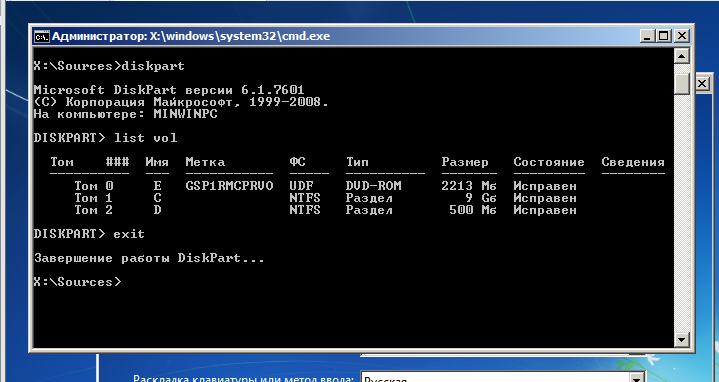 Администратор: X:\windows\system32\cmd.exe
X:\Sources>diskpart
Microsoft DiskPart версии 6.1.7601
(C) Корпорация Майкрософт, 1999-2008.
На компьютере: MINWINPC
DISKPART> list vol
Том ### Имя Метка ФС Тип Размер Состояние Сведения
Том 0 E GSP1RMCPRVO UDF DVD-ROM 2213 Mб Исправен
Том 1 C NTFS Раздел 9 Gб Исправен
Том 2 D NTFS Раздел 500 Mб Исправен
DISKPART> exit
Завершение работы DiskPart...
X:\Sources>
Раскладка клавиатуры или метод ввода: Русская